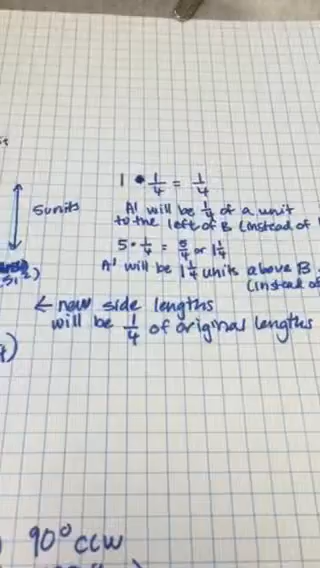 1 • 1/4 = 1/4
5 units
A' will be 1/4 of a unit
to the left of B (instead of
5 • 1/4 = 5/4 or 1 1/4
A' will be 1 1/4 units above B
(instead of
← new side lengths
will be 1/4 of original lengths
90° ccw